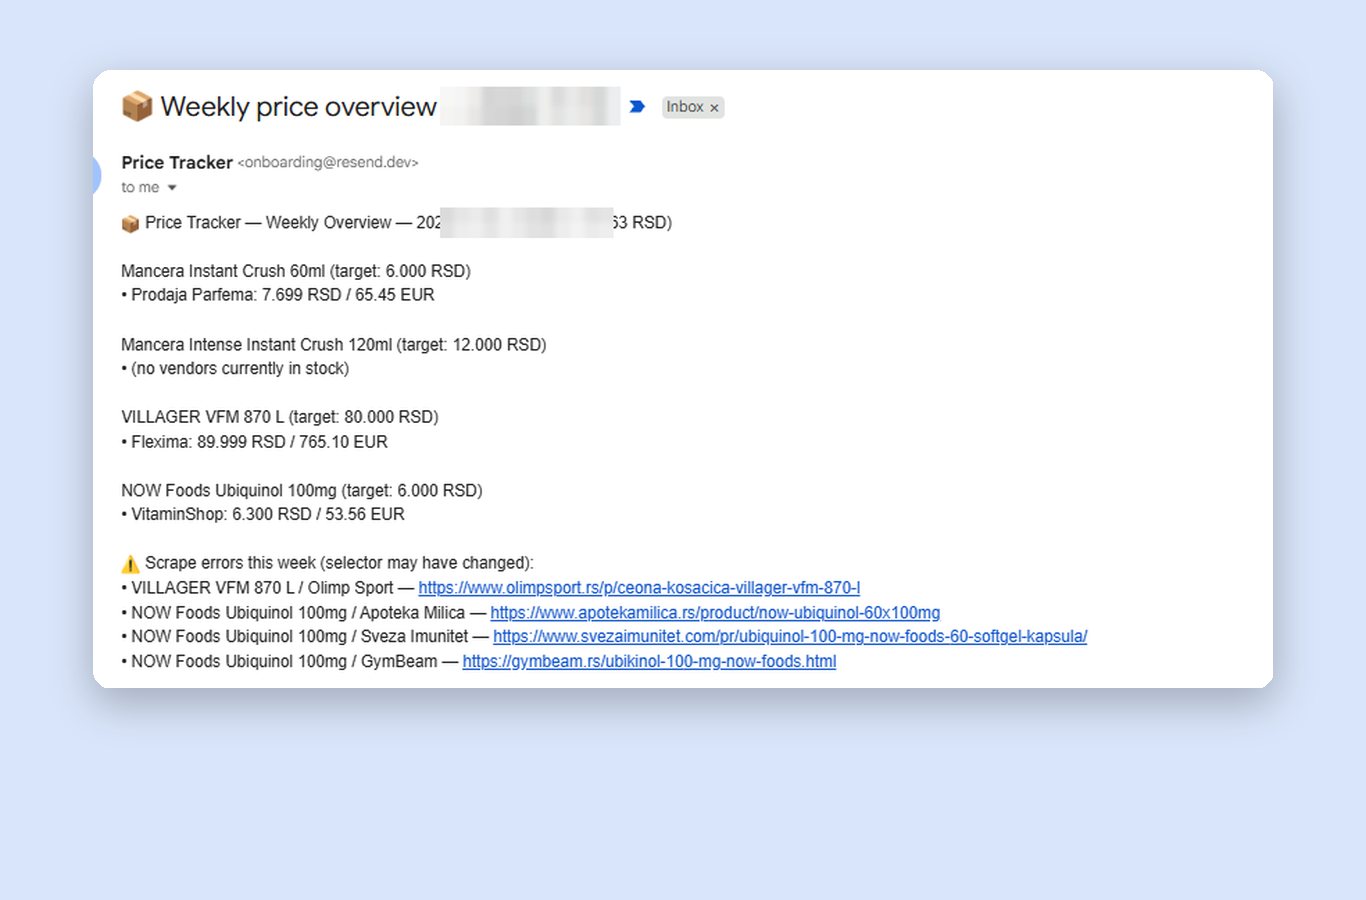 📦 Weekly price overview
Inbox ×
Price Tracker <onboarding@resend.dev>
to me
📦 Price Tracker — Weekly Overview — 202 63 RSD)
Mancera Instant Crush 60ml (target: 6.000 RSD)
• Prodaja Parfema: 7.699 RSD / 65.45 EUR
Mancera Intense Instant Crush 120ml (target: 12.000 RSD)
• (no vendors currently in stock)
VILLAGER VFM 870 L (target: 80.000 RSD)
• Flexima: 89.999 RSD / 765.10 EUR
NOW Foods Ubiquinol 100mg (target: 6.000 RSD)
• VitaminShop: 6.300 RSD / 53.56 EUR
⚠️ Scrape errors this week (selector may have changed):
• VILLAGER VFM 870 L / Olimp Sport — https://www.olimpsport.rs/p/ceona-kosacica-villager-vfm-870-l
• NOW Foods Ubiquinol 100mg / Apoteka Milica — https://www.apotekamilica.rs/product/now-ubiquinol-60x100mg
• NOW Foods Ubiquinol 100mg / Sveza Imunitet — https://www.svezaimunitet.com/pr/ubiquinol-100-mg-now-foods-60-softgel-kapsula/
• NOW Foods Ubiquinol 100mg / GymBeam — https://gymbeam.rs/ubikinol-100-mg-now-foods.html